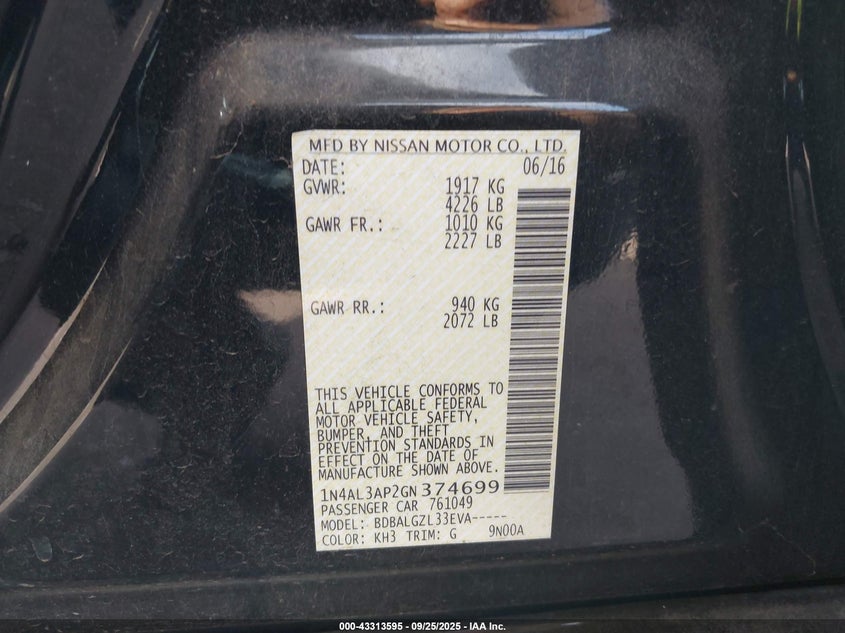 MFD BY NISSAN MOTOR CO., LTD.
DATE: 06/16
GVWR: 1917 KG
4226 LB
GAWR FR.: 1010 KG
2227 LB
GAWR RR.: 940 KG
2072 LB
THIS VEHICLE CONFORMS TO
ALL APPLICABLE FEDERAL
MOTOR VEHICLE SAFETY,
BUMPER, AND THEFT
PREVENTION STANDARDS IN
EFFECT ON THE DATE OF
MANUFACTURE SHOWN ABOVE.
1N4AL3AP2GN374699
PASSENGER CAR 761049
MODEL: BDBALGZL33EVA-----
COLOR: KH3 TRIM: G 9N00A
000-43313595 - 09/25/2025 - IAA Inc.